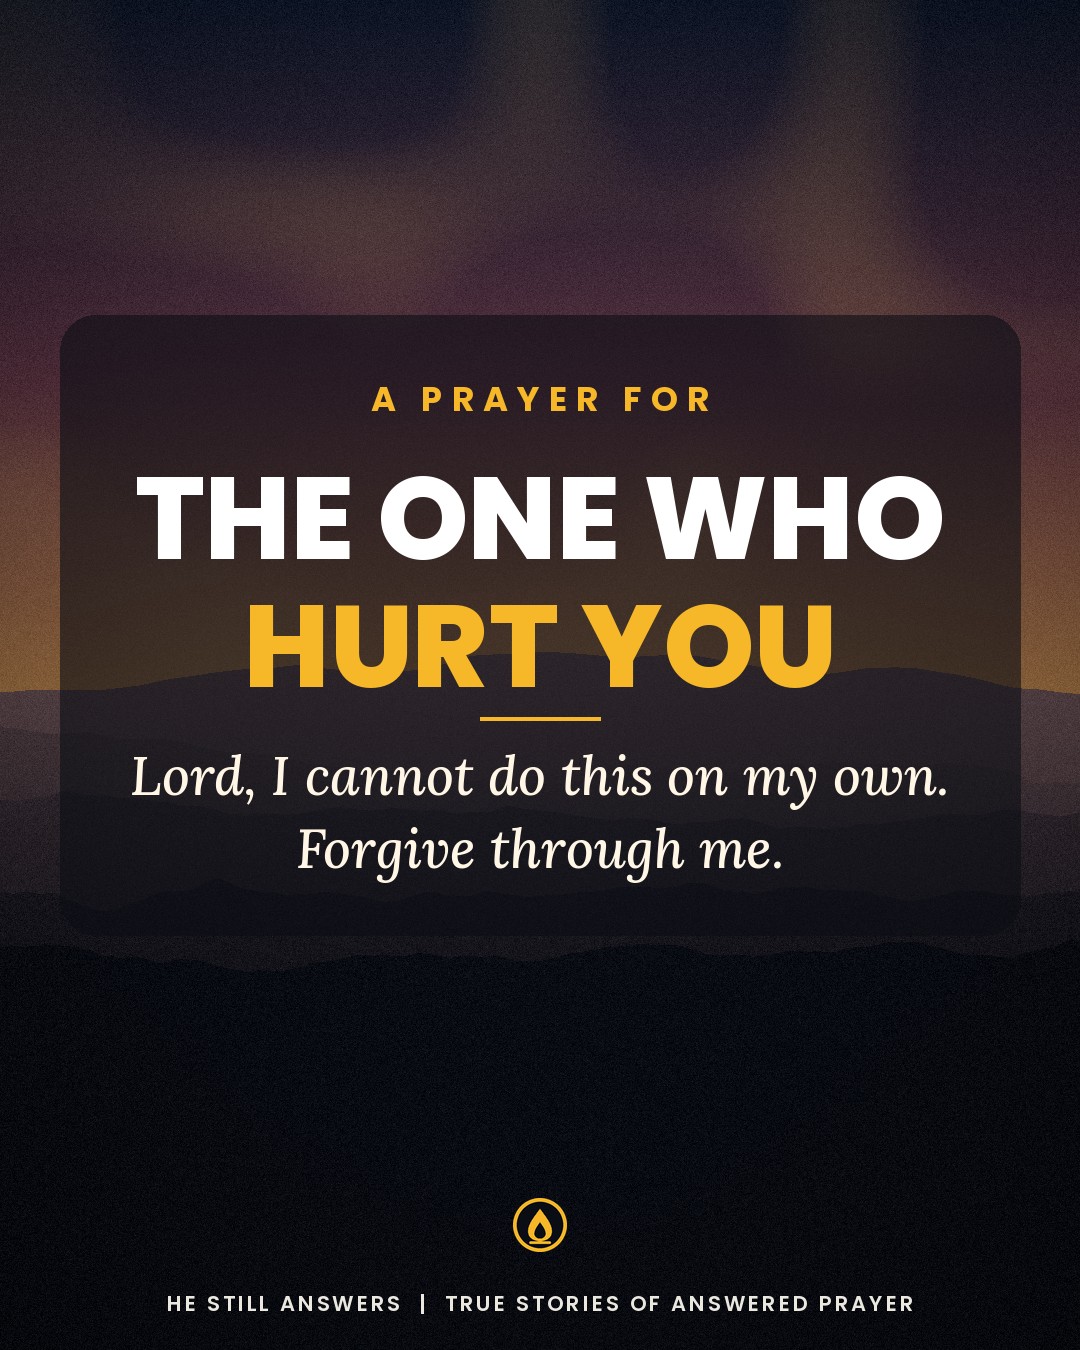 A PRAYER FOR
THE ONE WHO
HURT YOU
Lord, I cannot do this on my own.
Forgive through me.
HE STILL ANSWERS | TRUE STORIES OF ANSWERED PRAYER